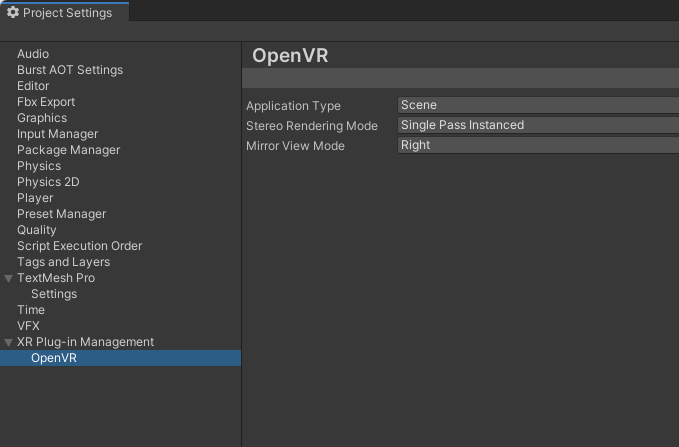 Project Settings
Audio
Burst AOT Settings
Editor
Fbx Export
Graphics
Input Manager
Package Manager
Physics
Physics 2D
Player
Preset Manager
Quality
Script Execution Order
Tags and Layers
TextMesh Pro
Settings
Time
VFX
XR Plug-in Management
OpenVR
OpenVR
Application Type Scene
Stereo Rendering Mode Single Pass Instanced
Mirror View Mode Right